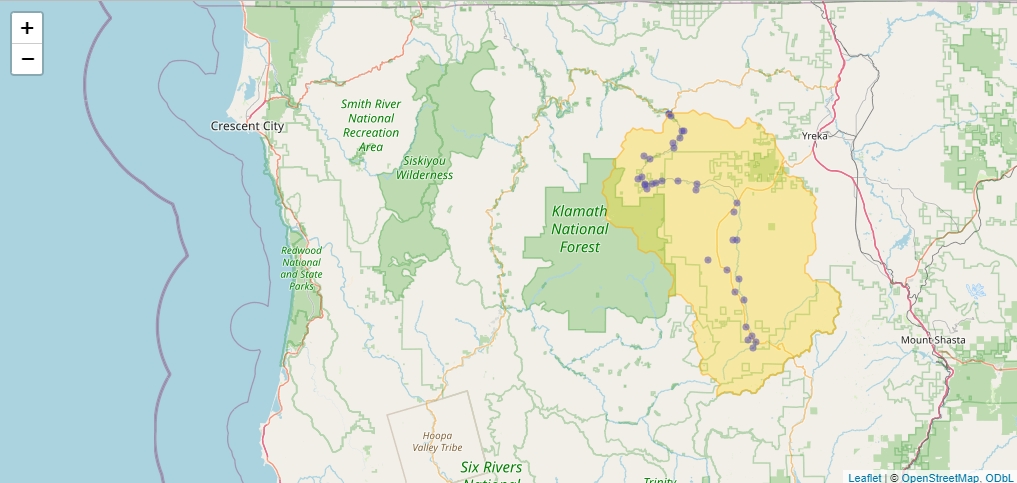 +
−
Crescent City
Smith River
National
Recreation
Area
Siskiyou
Wilderness
Yreka
Klamath
National
Forest
Redwood
National
and State
Parks
Mount Shasta
Hoopa
Valley Tribe
Six Rivers
National
Trinity
Leaflet | © OpenStreetMap, ODbL